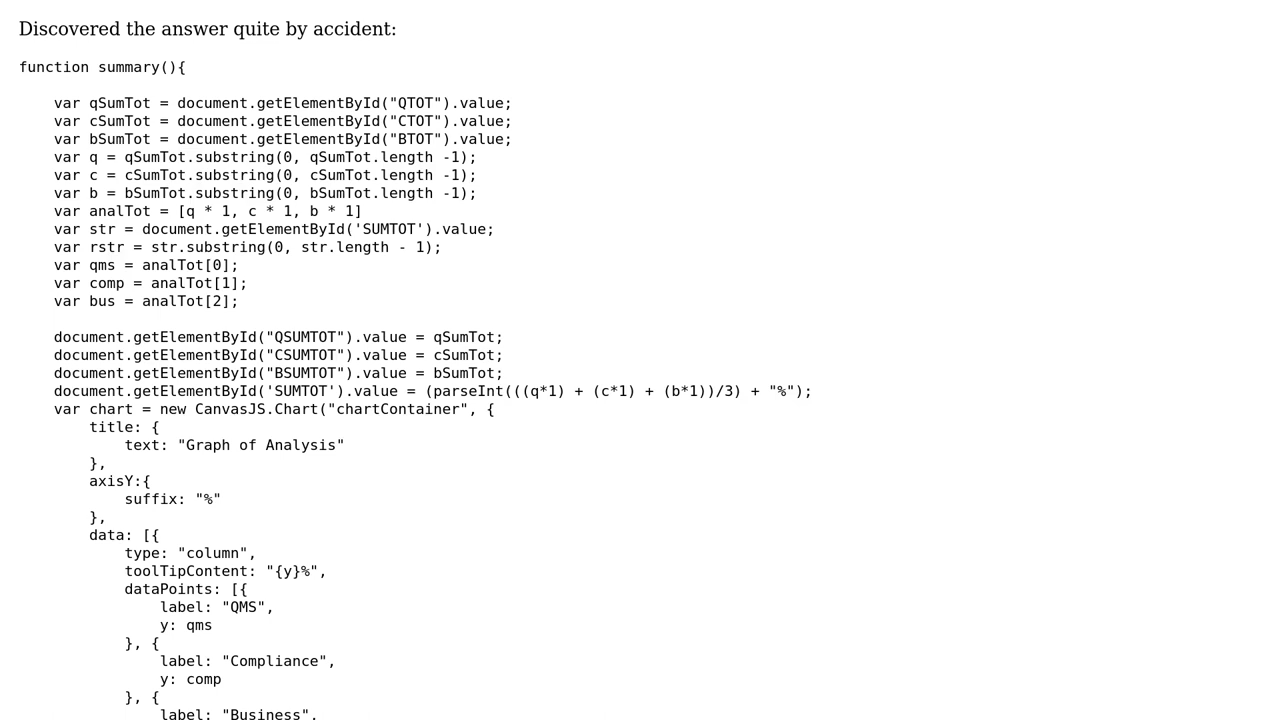 Discovered the answer quite by accident:
function summary(){
    var qSumTot = document.getElementById("QTOT").value;
    var cSumTot = document.getElementById("CTOT").value;
    var bSumTot = document.getElementById("BTOT").value;
    var q = qSumTot.substring(0, qSumTot.length -1);
    var c = cSumTot.substring(0, cSumTot.length -1);
    var b = bSumTot.substring(0, bSumTot.length -1);
    var analTot = [q * 1, c * 1, b * 1]
    var str = document.getElementById('SUMTOT').value;
    var rstr = str.substring(0, str.length - 1);
    var qms = analTot[0];
    var comp = analTot[1];
    var bus = analTot[2];
    document.getElementById("QSUMTOT").value = qSumTot;
    document.getElementById("CSUMTOT").value = cSumTot;
    document.getElementById("BSUMTOT").value = bSumTot;
    document.getElementById('SUMTOT').value = (parseInt(((q*1) + (c*1) + (b*1))/3) + "%");
    var chart = new CanvasJS.Chart("chartContainer", {
        title: {
            text: "Graph of Analysis"
        },
        axisY:{
            suffix: "%"
        },
        data: [{
            type: "column",
            toolTipContent: "{y}%",
            dataPoints: [{
                label: "QMS",
                y: qms
            }, {
                label: "Compliance",
                y: comp
            }, {
                label: "Business",